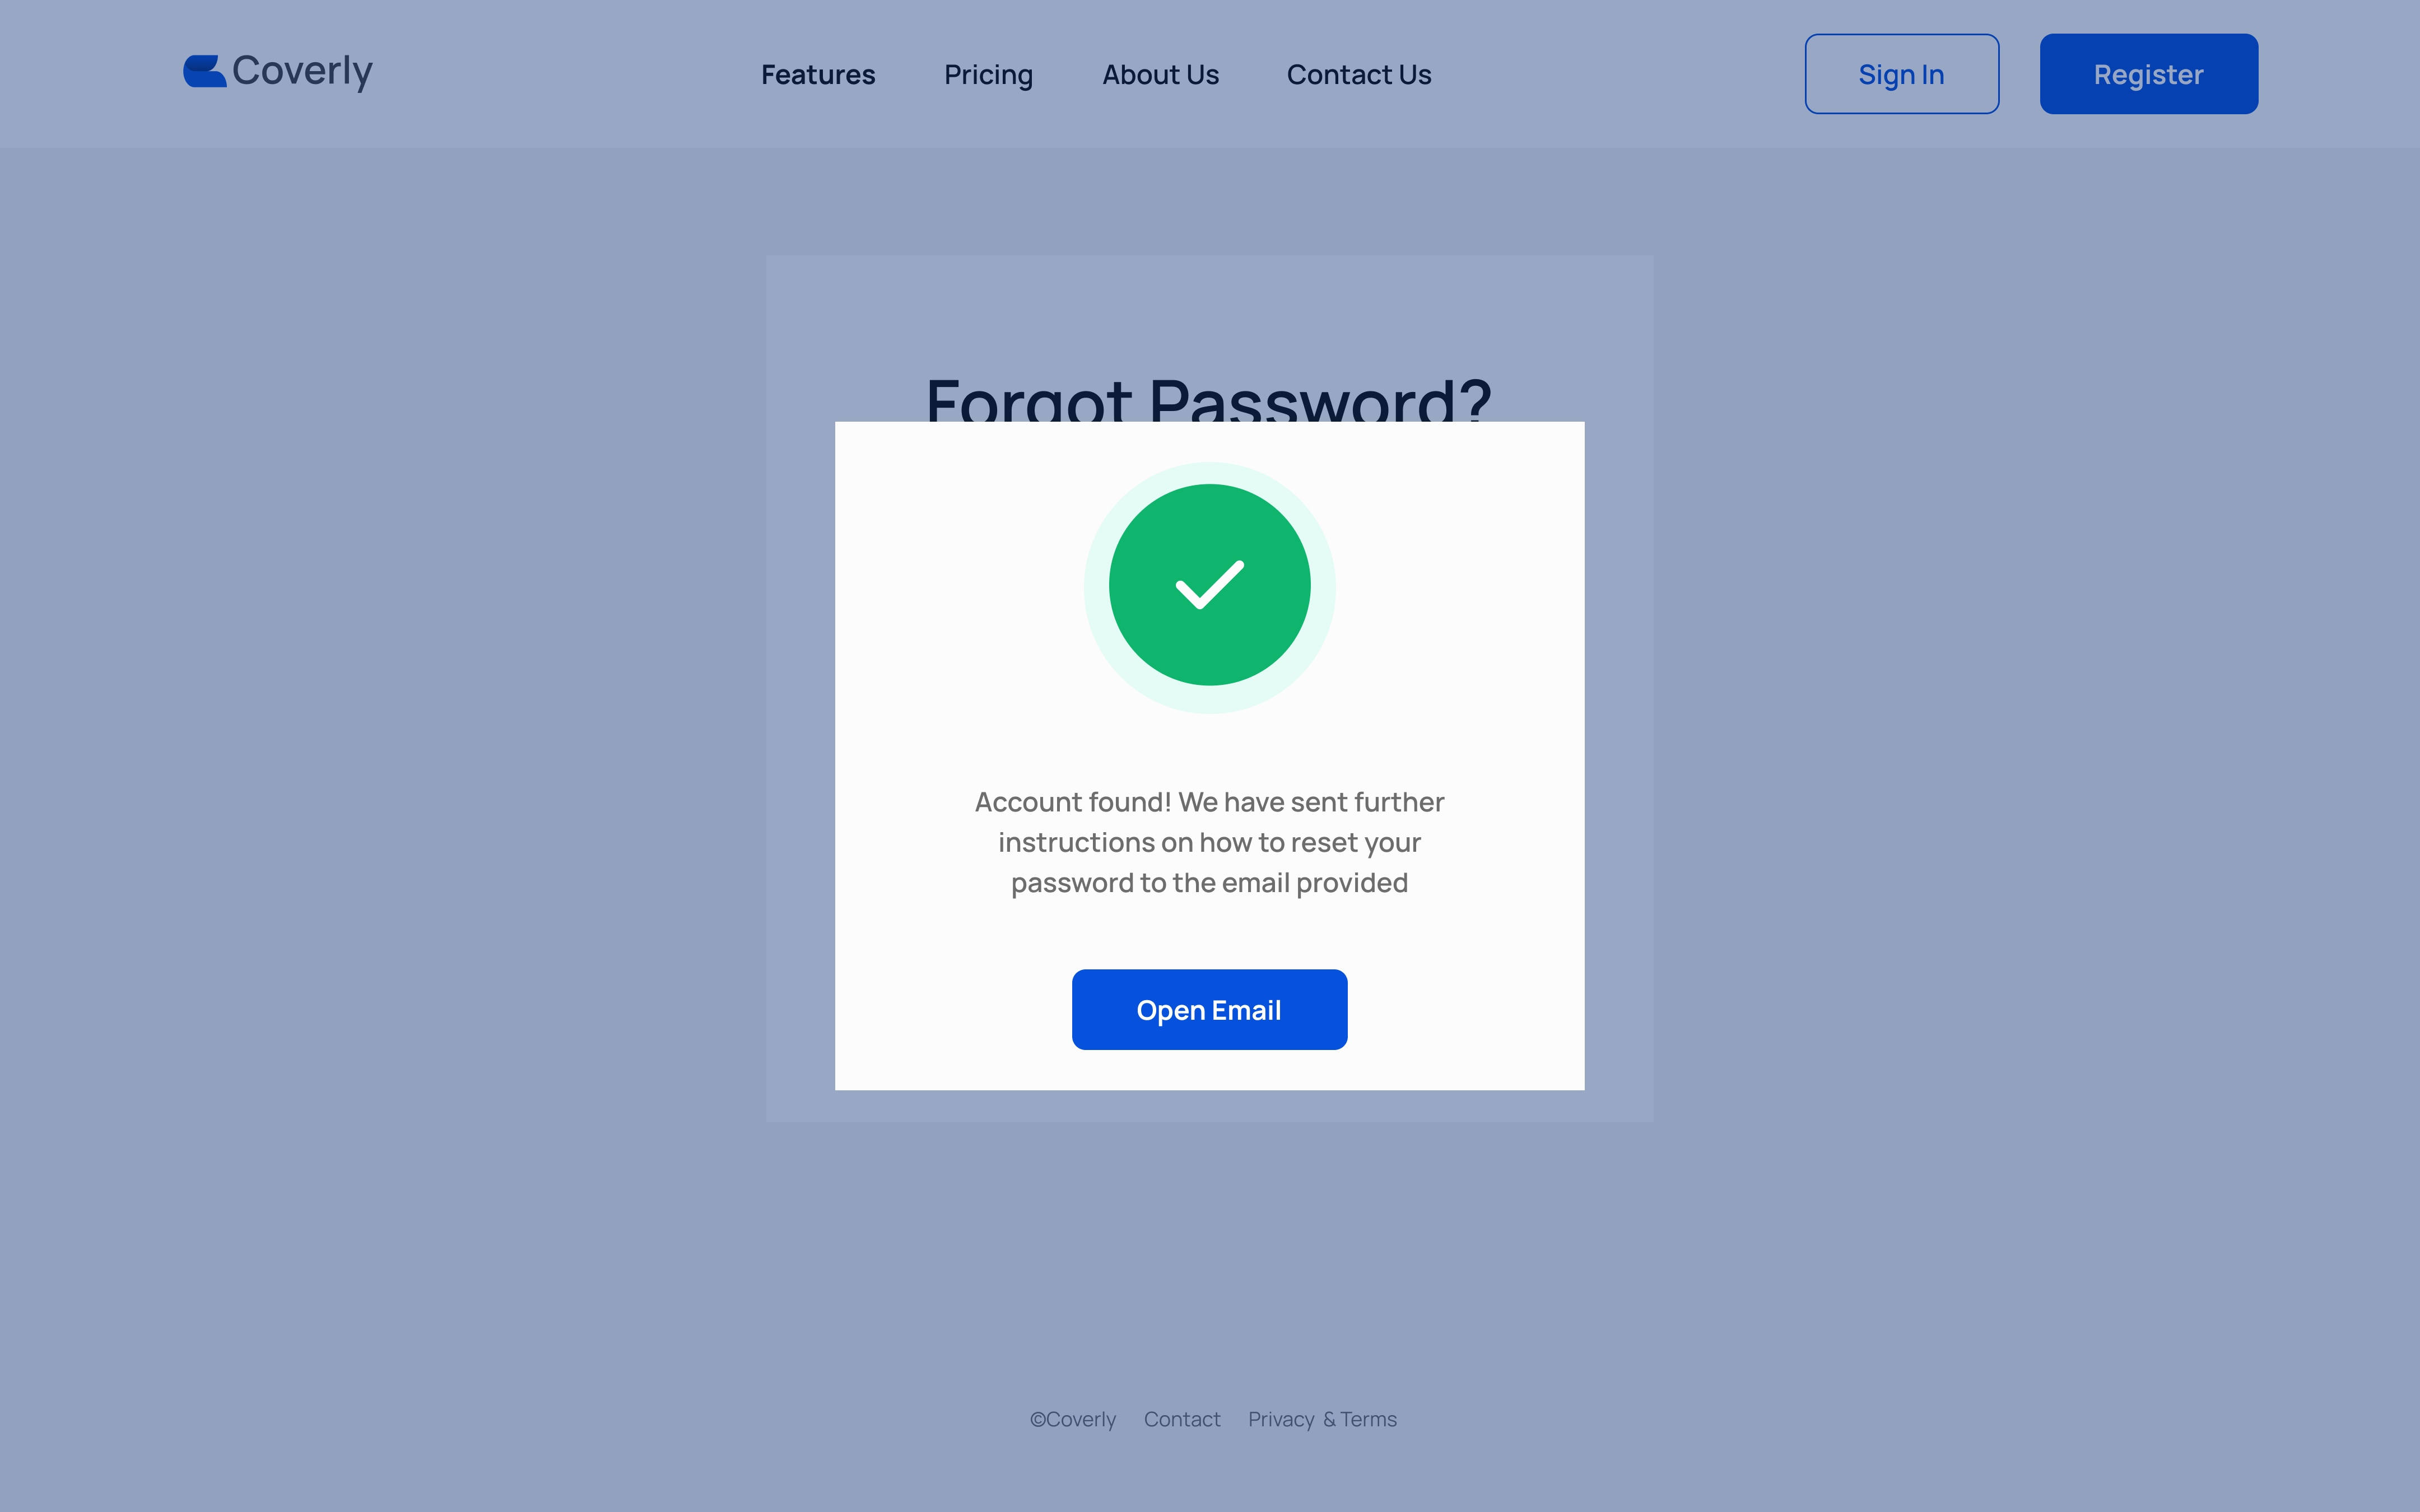 Coverly
Features Pricing About Us Contact Us
Sign In Register
Forgot Password?
Account found! We have sent further
instructions on how to reset your
password to the email provided
Open Email
©Coverly Contact Privacy & Terms